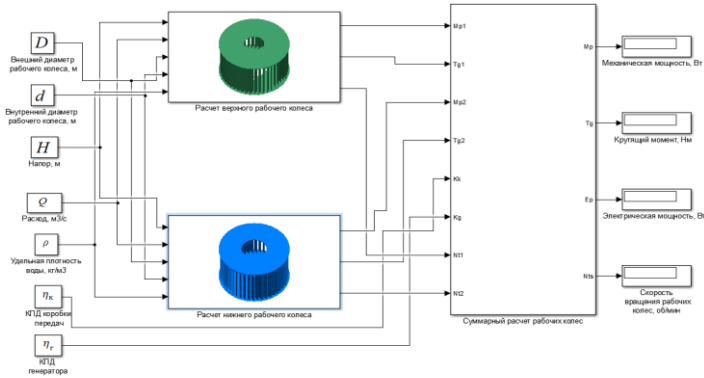 D
Внешний диаметр
рабочего колеса, м
d
Внутренний диаметр
рабочего колеса, м
H
Напор, м
Q
Расход, м3/с
ρ
Удельная плотность
воды, кг/м3
ηк
КПД коробки
передач
ηг
КПД
генератора
Расчет верхнего рабочего колеса
Расчет нижнего рабочего колеса
Mp1
Tg1
Mp2
Tg2
Kk
Kg
Nt1
Nt2
Mp
Tg
Ep
Nts
Суммарный расчет рабочих колес
Механическая мощность, Вт
Крутящий момент, Нм
Электрическая мощность, Вт
Скорость
вращения рабочих
колес, об/мин